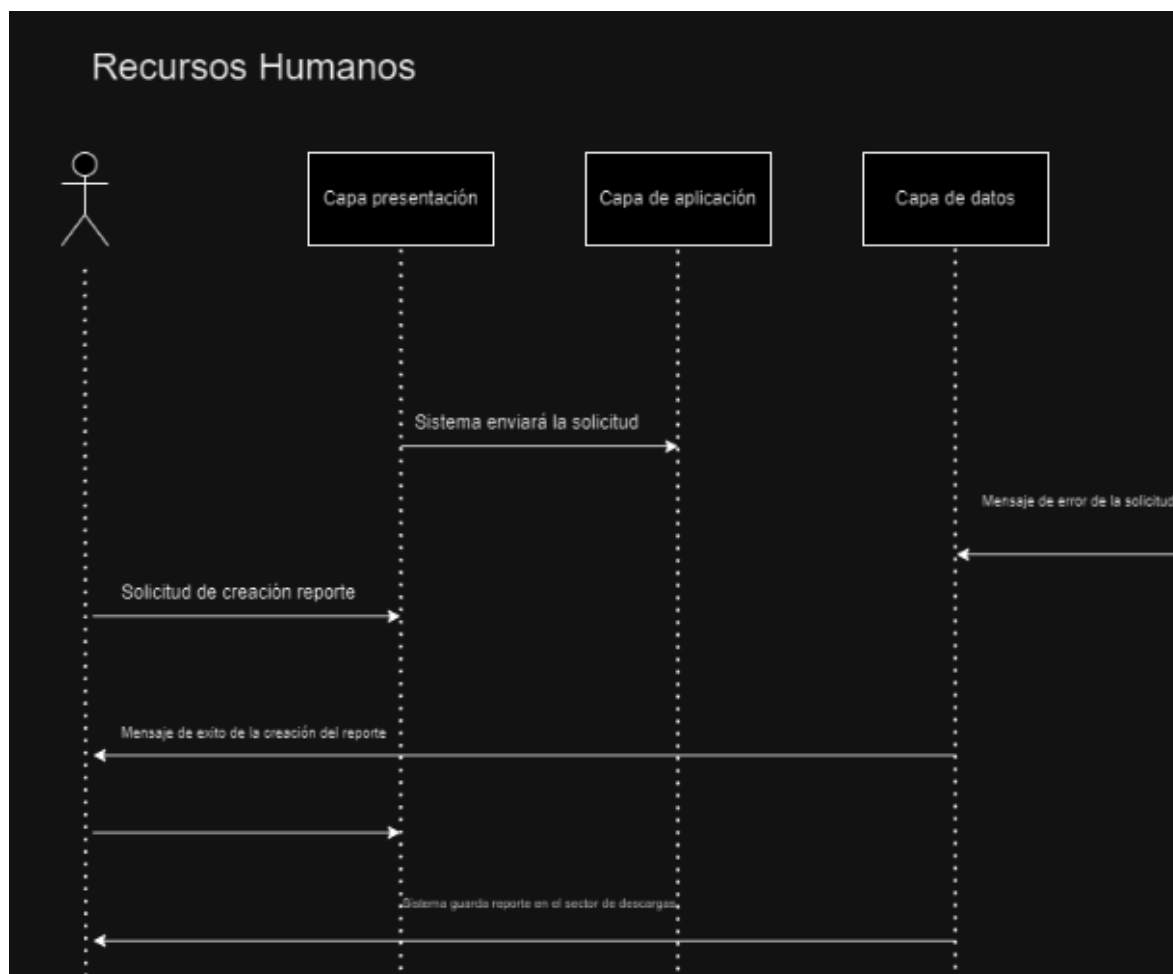 Recursos Humanos
Capa presentación
Capa de aplicación
Capa de datos
Sistema enviará la solicitud
Mensaje de error de la solicitud
Solicitud de creación reporte
Mensaje de exito de la creación del reporte
Sistema guarda reporte en el sector de descargas